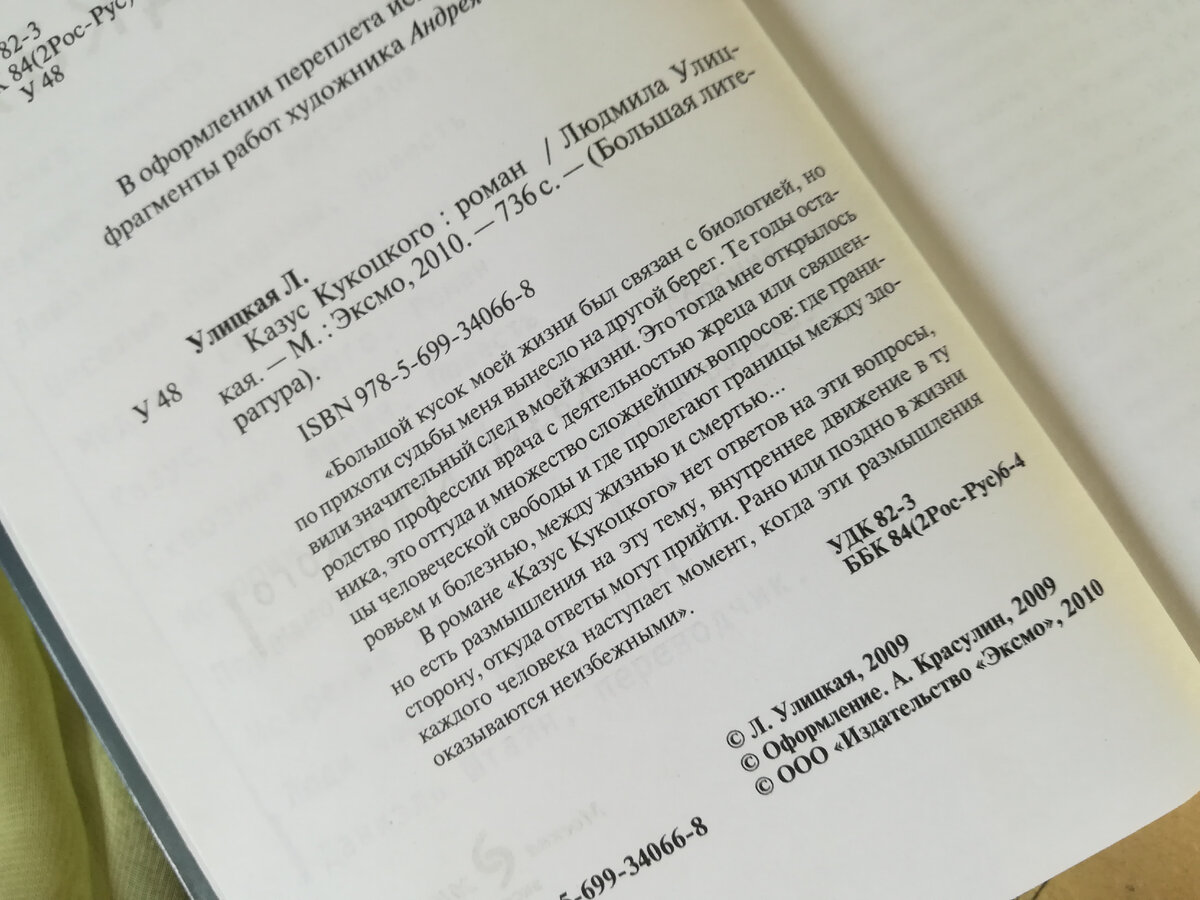 82-3
84(2Рос-Рус)
У 48
В оформлении переплета
фрагменты работ художника Андрея
Улицкая Л.
У 48 Казус Кукоцкого : роман / Людмила Улиц-
кая. — М. : Эксмо, 2010. — 736 с. — (Большая лите-
ратура).
ISBN 978-5-699-34066-8
«Большой кусок моей жизни был связан с биологией, но
по прихоти судьбы меня вынесло на другой берег. Те годы оста-
вили значительный след в моей жизни. Это тогда мне открылось
родство профессии врача с деятельностью жреца или священ-
ника, это оттуда и множество сложнейших вопросов: где грани-
цы человеческой свободы и где пролегают границы между здо-
ровьем и болезнью, между жизнью и смертью...
В романе «Казус Кукоцкого» нет ответов на эти вопросы,
но есть размышления на эту тему, внутреннее движение в ту
сторону, откуда ответы могут прийти. Рано или поздно в жизни
каждого человека наступает момент, когда эти размышления
оказываются неизбежными».
УДК 82-3
ББК 84(2Рос-Рус)6-4
© Л. Улицкая, 2009
© Оформление. А. Красулин, 2009
© ООО «Издательство «Эксмо», 2010
5-699-34066-8